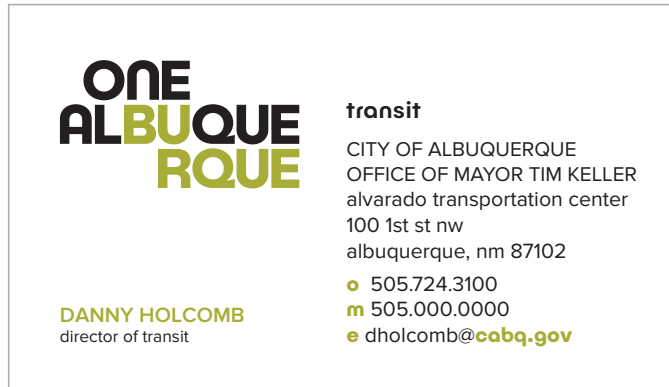 ONE
ALBUQUE
RQUE
DANNY HOLCOMB
director of transit
transit
CITY OF ALBUQUERQUE
OFFICE OF MAYOR TIM KELLER
alvarado transportation center
100 1st st nw
albuquerque, nm 87102
o 505.724.3100
m 505.000.0000
e dholcomb@cabq.gov